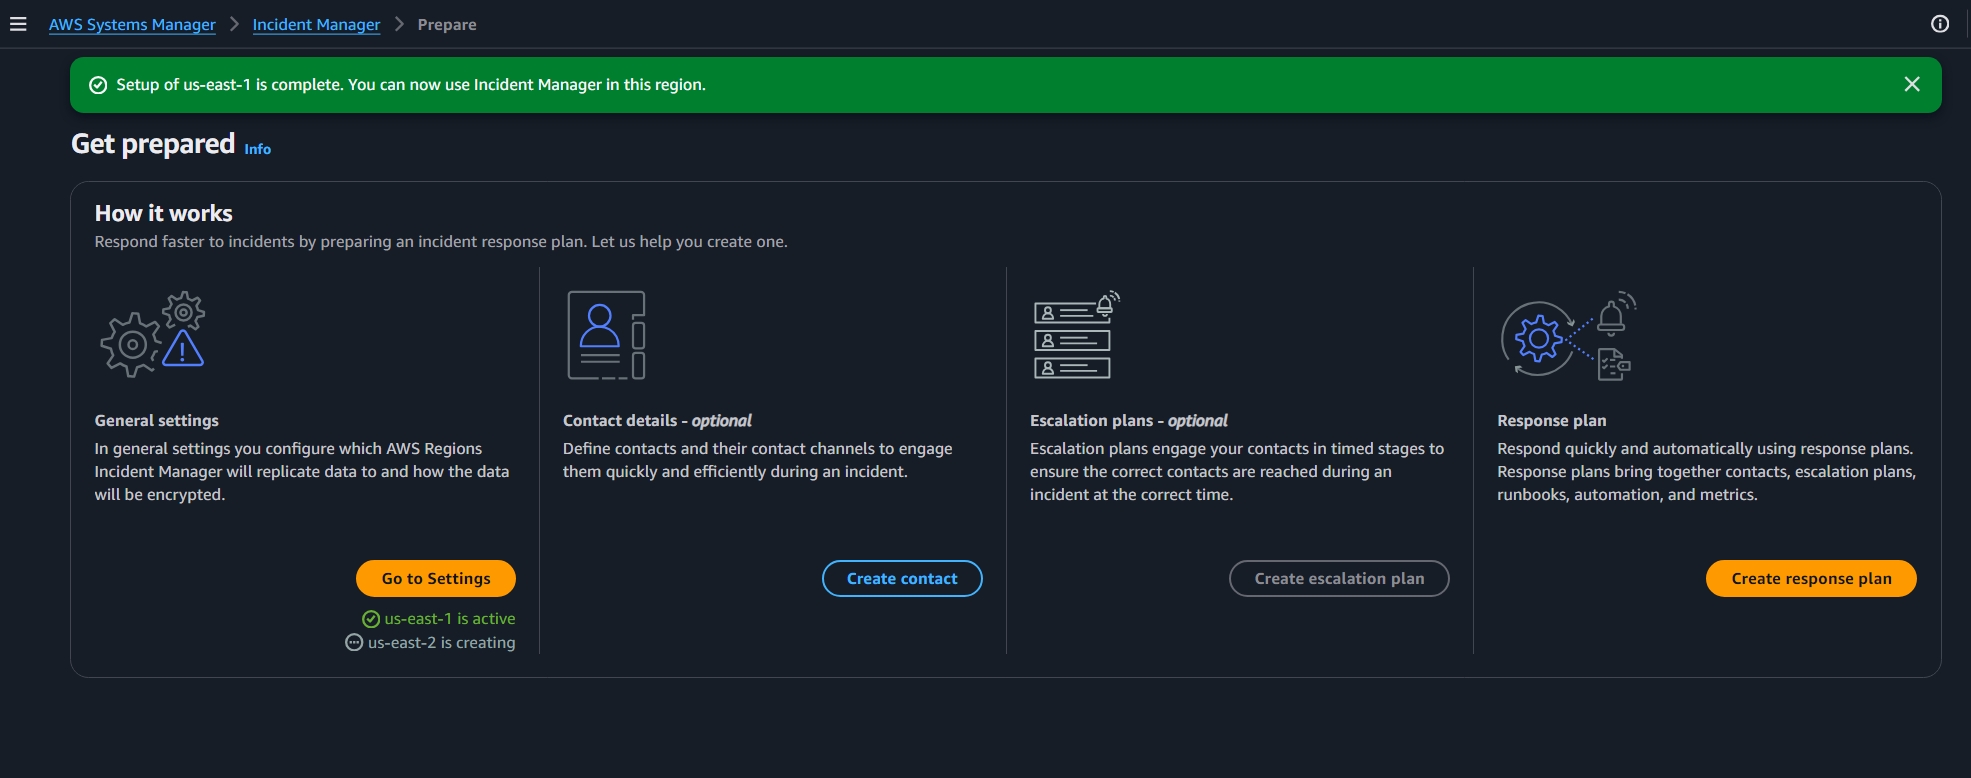 AWS Systems Manager > Incident Manager > Prepare
Setup of us-east-1 is complete. You can now use Incident Manager in this region.
Get prepared Info
How it works
Respond faster to incidents by preparing an incident response plan. Let us help you create one.
General settings
In general settings you configure which AWS Regions
Incident Manager will replicate data to and how the data
will be encrypted.
Go to Settings
us-east-1 is active
us-east-2 is creating
Contact details - optional
Define contacts and their contact channels to engage
them quickly and efficiently during an incident.
Create contact
Escalation plans - optional
Escalation plans engage your contacts in timed stages to
ensure the correct contacts are reached during an
incident at the correct time.
Create escalation plan
Response plan
Respond quickly and automatically using response plans.
Response plans bring together contacts, escalation plans,
runbooks, automation, and metrics.
Create response plan